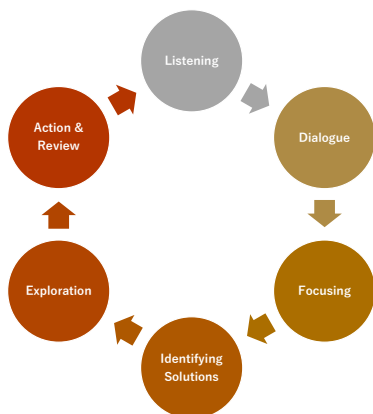 Listening
Dialogue
Focusing
Identifying
Solutions
Exploration
Action &
Review